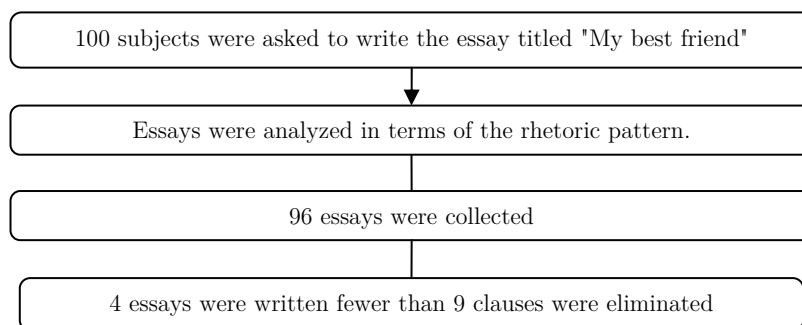 100 subjects were asked to write the essay titled "My best friend"
Essays were analyzed in terms of the rhetoric pattern.
96 essays were collected
4 essays were written fewer than 9 clauses were eliminated